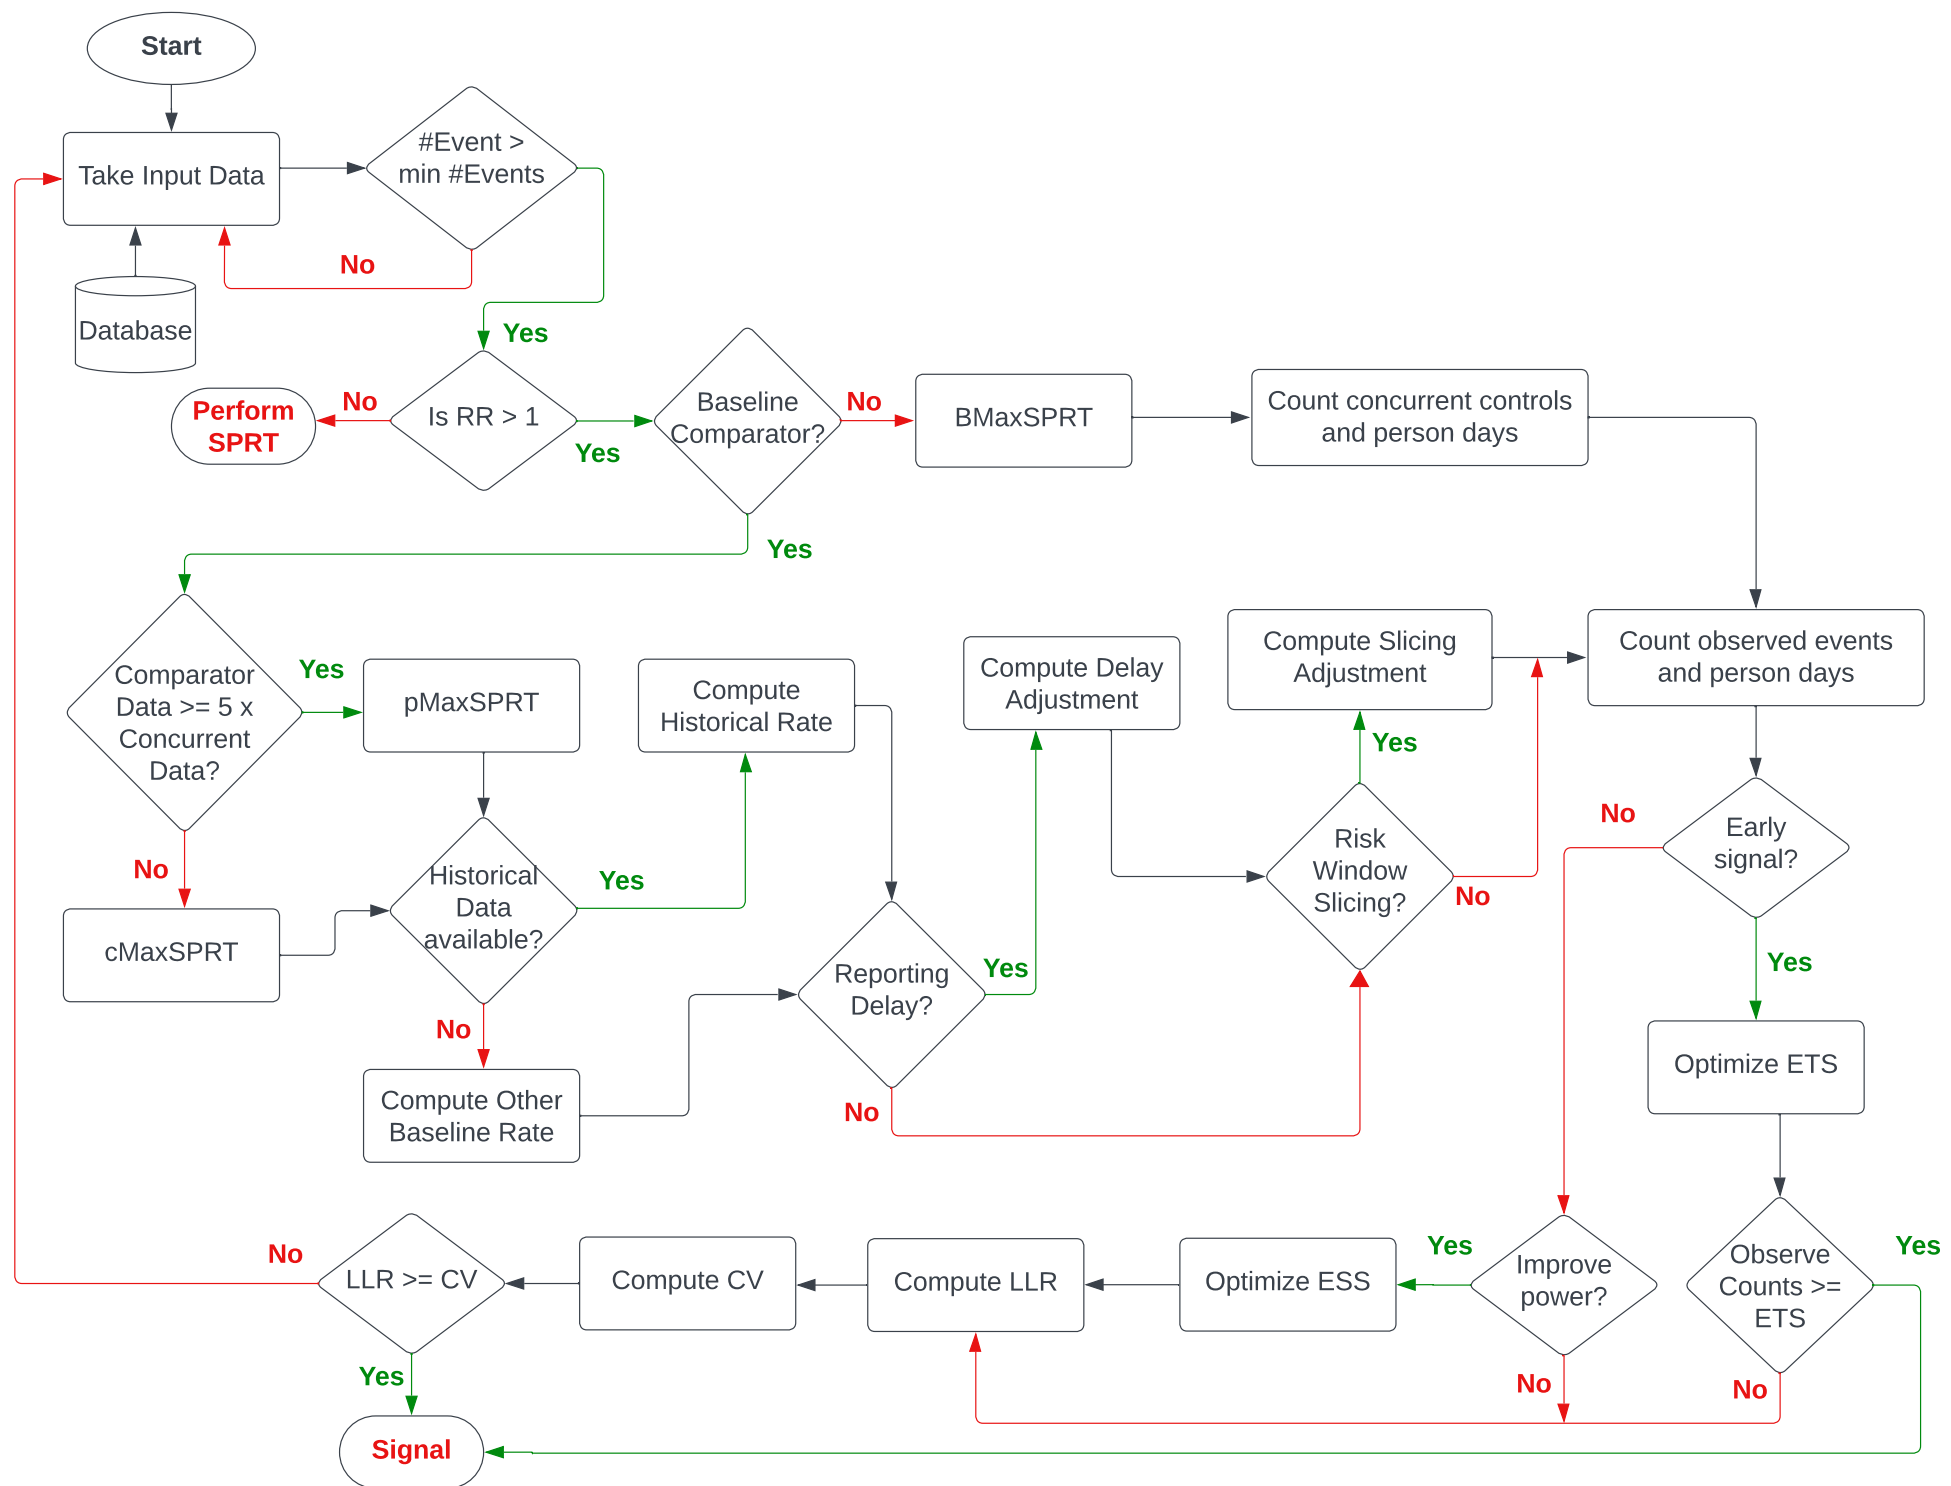 Start
Take Input Data
#Event >
min #Events
No
Database
Yes
Perform
SPRT
No
Is RR > 1
Yes
Baseline
Comparator?
No
BMaxSPRT
Count concurrent controls
and person days
Yes
Comparator
Data >= 5 x
Concurrent
Data?
Yes
pMaxSPRT
Compute
Historical Rate
Compute Delay
Adjustment
Compute Slicing
Adjustment
Count observed events
and person days
Yes
No
Early
signal?
Risk
Window
Slicing?
No
No
cMaxSPRT
Historical
Data
available?
Yes
Reporting
Delay?
Yes
Yes
No
Compute Other
Baseline Rate
No
Optimize ETS
No
LLR >= CV
Compute CV
Compute LLR
Optimize ESS
Yes
Improve
power?
Observe
Counts >=
ETS
Yes
Yes
No
No
Signal